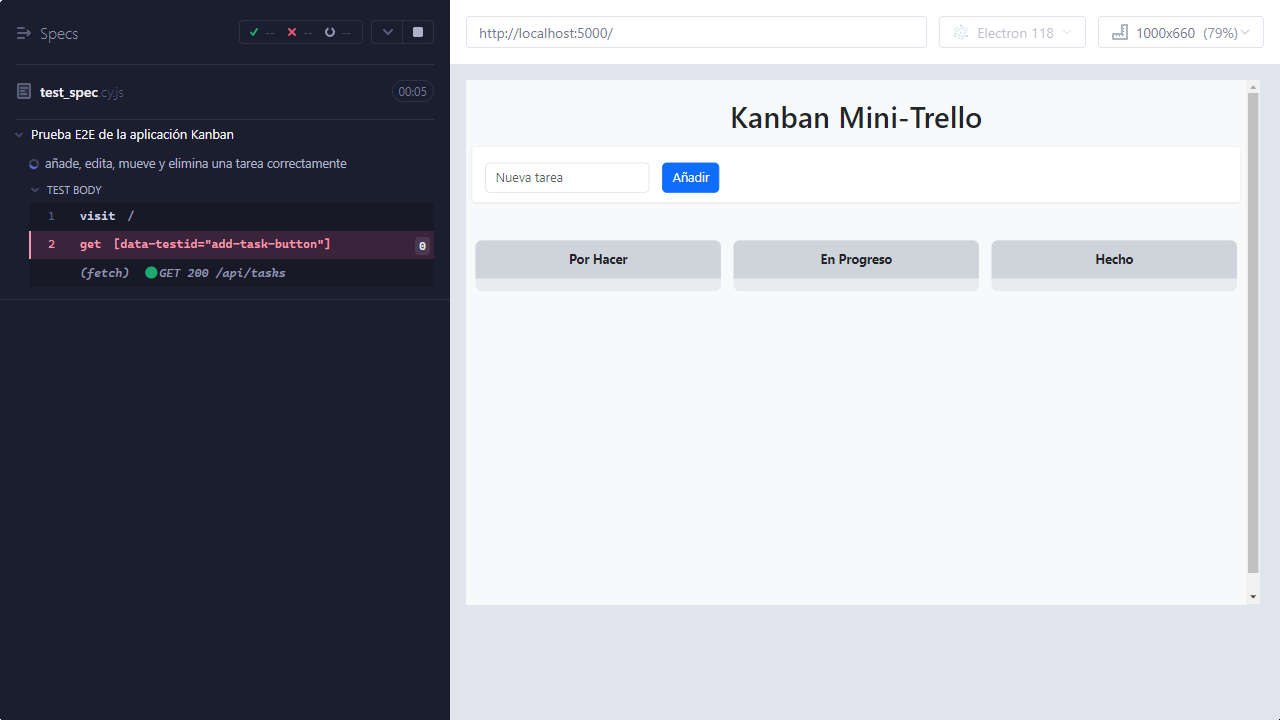 Specs
--
--
--
test_spec.cy.js
00:05
Prueba E2E de la aplicación Kanban
añade, edita, mueve y elimina una tarea correctamente
TEST BODY
1 visit /
2 get [data-testid="add-task-button"] 0
(fetch) GET 200 /api/tasks
http://localhost:5000/
Electron 118
1000x660 (79%)
Kanban Mini-Trello
Nueva tarea
Añadir
Por Hacer
En Progreso
Hecho